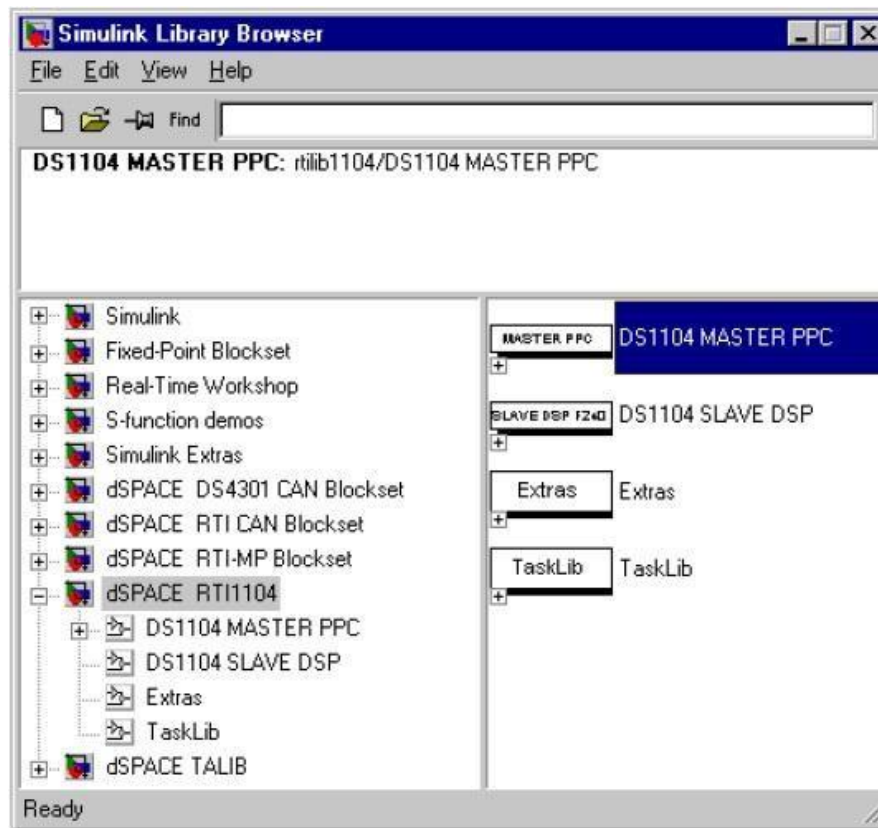 Simulink Library Browser
File Edit View Help
Find
DS1104 MASTER PPC: rtilib1104/DS1104 MASTER PPC
Simulink
Fixed-Point Blockset
Real-Time Workshop
S-function demos
Simulink Extras
dSPACE DS4301 CAN Blockset
dSPACE RTI CAN Blockset
dSPACE RTI-MP Blockset
dSPACE RTI1104
DS1104 MASTER PPC
DS1104 SLAVE DSP
Extras
TaskLib
dSPACE TALIB
MASTER PPC DS1104 MASTER PPC
SLAVE DSP F240 DS1104 SLAVE DSP
Extras Extras
TaskLib TaskLib
Ready